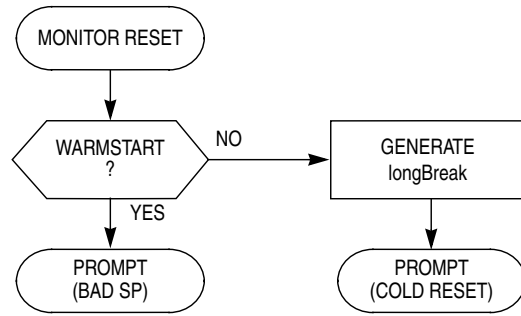 MONITOR RESET
WARMSTART
?
NO
YES
GENERATE
longBreak
PROMPT
(BAD SP)
PROMPT
(COLD RESET)